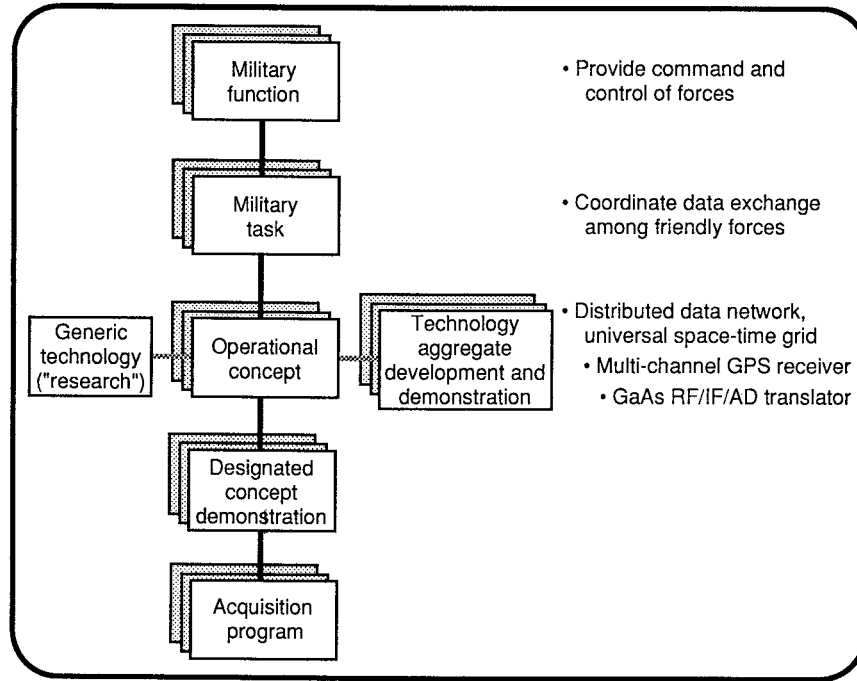 Military
function
• Provide command and
control of forces
Military
task
• Coordinate data exchange
among friendly forces
Generic
technology
("research")
Operational
concept
Technology
aggregate
development and
demonstration
• Distributed data network,
universal space-time grid
• Multi-channel GPS receiver
• GaAs RF/IF/AD translator
Designated
concept
demonstration
Acquisition
program